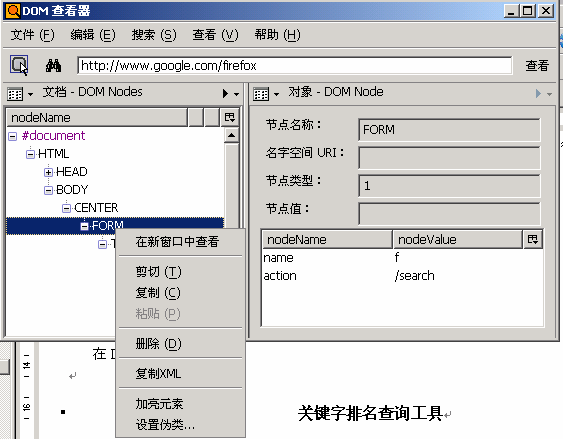 DOM 查看器
文件 (F) 编辑 (E) 搜索 (S) 查看 (V) 帮助 (H)
http://www.google.com/firefox 查看
文档 - DOM Nodes
nodeName
#document
HTML
HEAD
BODY
CENTER
FORM
在新窗口中查看
剪切 (T)
复制 (C)
粘贴 (P)
删除 (D)
复制XML
加亮元素
设置伪类...
对象 - DOM Node
节点名称： FORM
名字空间 URI：
节点类型： 1
节点值：
nodeName nodeValue
name f
action /search
在
14
16
关键字排名查询工具